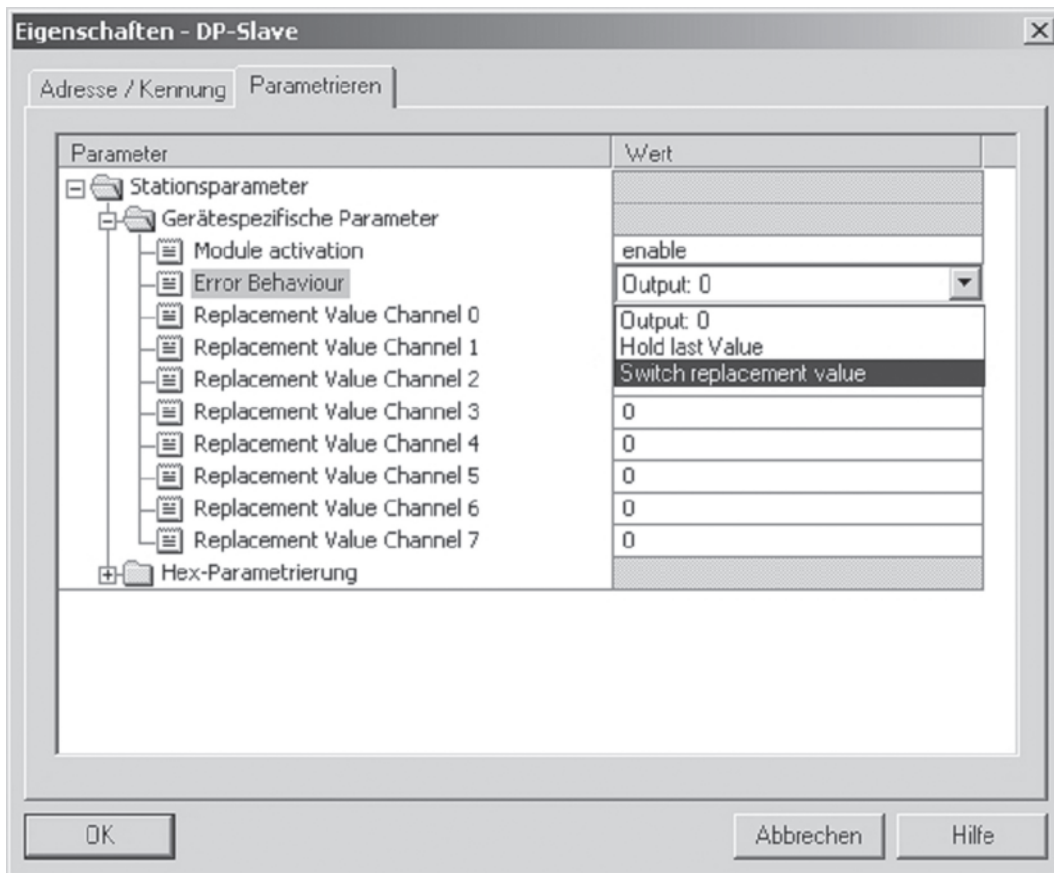 Eigenschaften - DP-Slave
Adresse / Kennung Parametrieren
Parameter Wert
Stationsparameter
Gerätespezifische Parameter
Module activation enable
Error Behaviour Output: 0
Replacement Value Channel 0 Output: 0
Replacement Value Channel 1 Hold last Value
Replacement Value Channel 2 Switch replacement value
Replacement Value Channel 3 0
Replacement Value Channel 4 0
Replacement Value Channel 5 0
Replacement Value Channel 6 0
Replacement Value Channel 7 0
Hex-Parametrierung
OK Abbrechen Hilfe